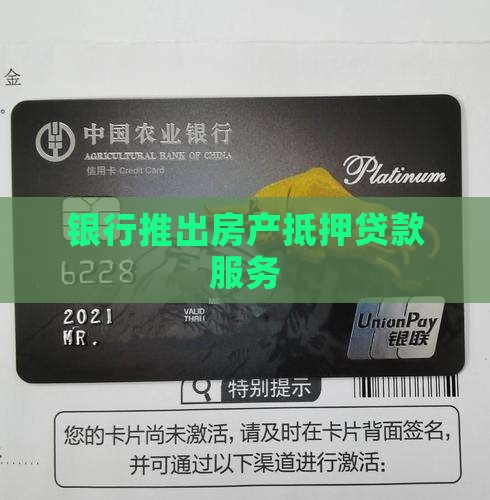 金
中国农业银行
AGRICULTURAL BANK OF CHINA
信用卡 Credit Card
Platinum
银行推出房产抵押贷款
服务
6228
2021
VALID
THRU
MR.
UnionPay
银联
特别提示
您的卡片尚未激活，请及时在卡片背面签名，
并可通过以下渠道进行激活：